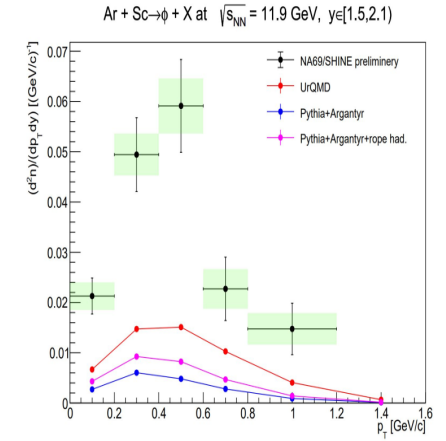 Ar + Sc→ϕ + X at √s_NN = 11.9 GeV, y∈[1.5,2.1)
(d²n)/(dp_T dy) [(GeV/c)⁻¹]
0.07
0.06
0.05
0.04
0.03
0.02
0.01
0
NA69/SHINE preliminery
UrQMD
Pythia+Argantyr
Pythia+Argantyr+rope had.
0 0.2 0.4 0.6 0.8 1.0 1.2 1.4 1.6
p_T [GeV/c]